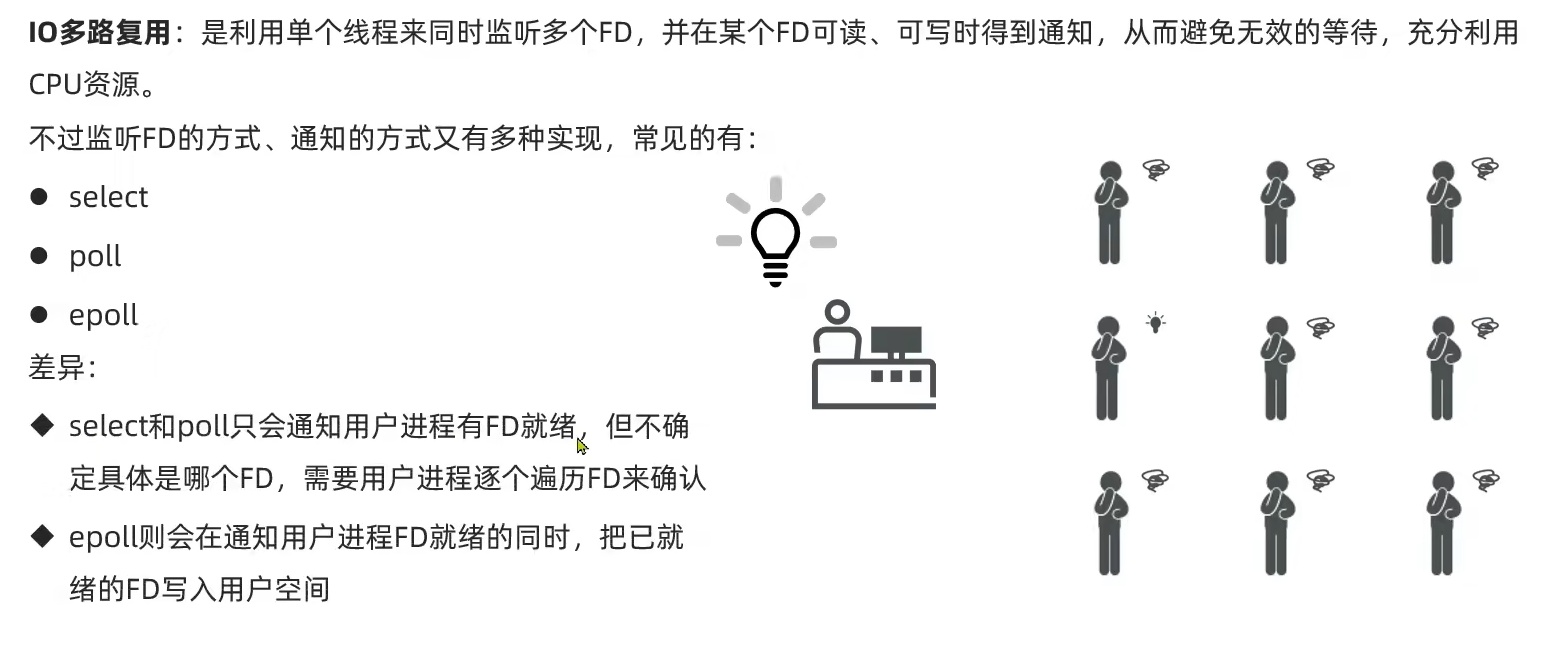 IO多路复用：是利用单个线程来同时监听多个FD，并在某个FD可读、可写时得到通知，从而避免无效的等待，充分利用
CPU资源。
不过监听FD的方式、通知的方式又有多种实现，常见的有：
● select
● poll
● epoll
差异：
◆ select和poll只会通知用户进程有FD就绪，但不确
定具体是哪个FD，需要用户进程逐个遍历FD来确认
◆ epoll则会在通知用户进程FD就绪的同时，把已就
绪的FD写入用户空间